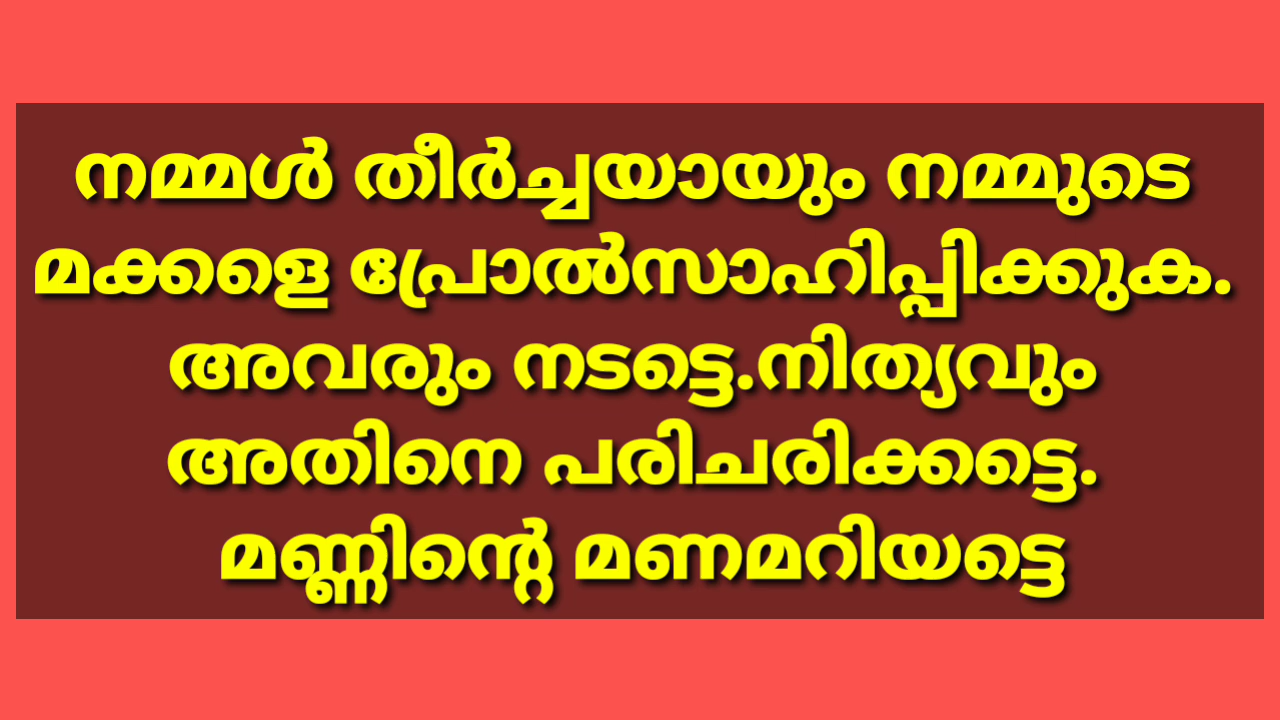 നമ്മൾ തീർച്ചയായും നമ്മുടെ
മക്കളെ പ്രോൽസാഹിപ്പിക്കുക.
അവരും നടട്ടെ.നിത്യവും
അതിനെ പരിചരിക്കട്ടെ.
മണ്ണിന്റെ മണമറിയട്ടെ